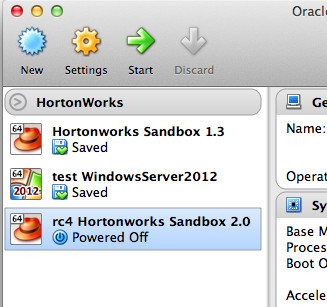 Oracle
New
Settings
Start
Discard
HortonWorks
64
Hortonworks Sandbox 1.3
Saved
64
2012
test WindowsServer2012
Saved
64
rc4 Hortonworks Sandbox 2.0
Powered Off
Ge
Name:
Operat
Sy
Base M
Proces
Boot O
Accele